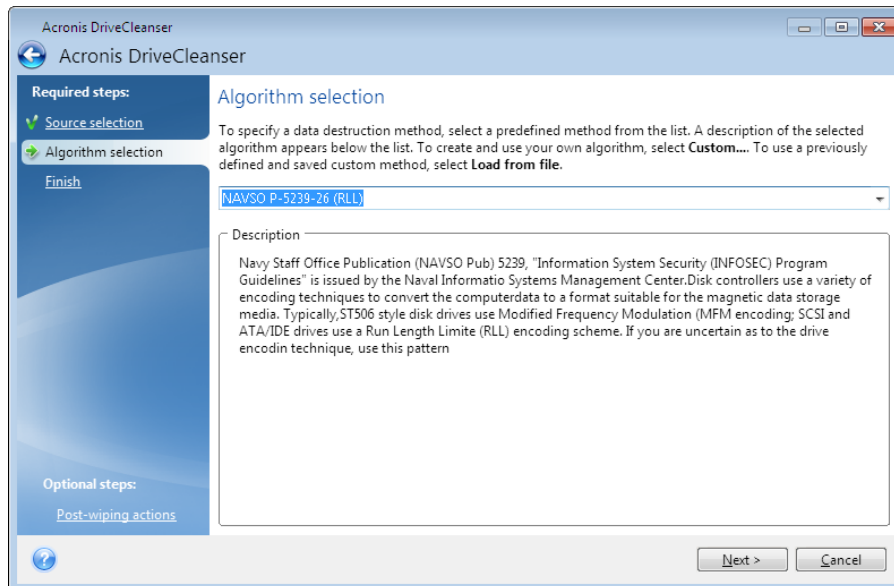 Acronis DriveCleanser
Acronis DriveCleanser
Required steps:
Source selection
Algorithm selection
Finish
Optional steps:
Post-wiping actions
Algorithm selection
To specify a data destruction method, select a predefined method from the list. A description of the selected
algorithm appears below the list. To create and use your own algorithm, select Custom.... To use a previously
defined and saved custom method, select Load from file.
NAVSO P-5239-26 (RLL)
Description
Navy Staff Office Publication (NAVSO Pub) 5239, "Information System Security (INFOSEC) Program
Guidelines" is issued by the Naval Informatio Systems Management Center.Disk controllers use a variety of
encoding techniques to convert the computerdata to a format suitable for the magnetic data storage
media. Typically,ST506 style disk drives use Modified Frequency Modulation (MFM encoding; SCSI and
ATA/IDE drives use a Run Length Limite (RLL) encoding scheme. If you are uncertain as to the drive
encodin technique, use this pattern
?
Next >
Cancel